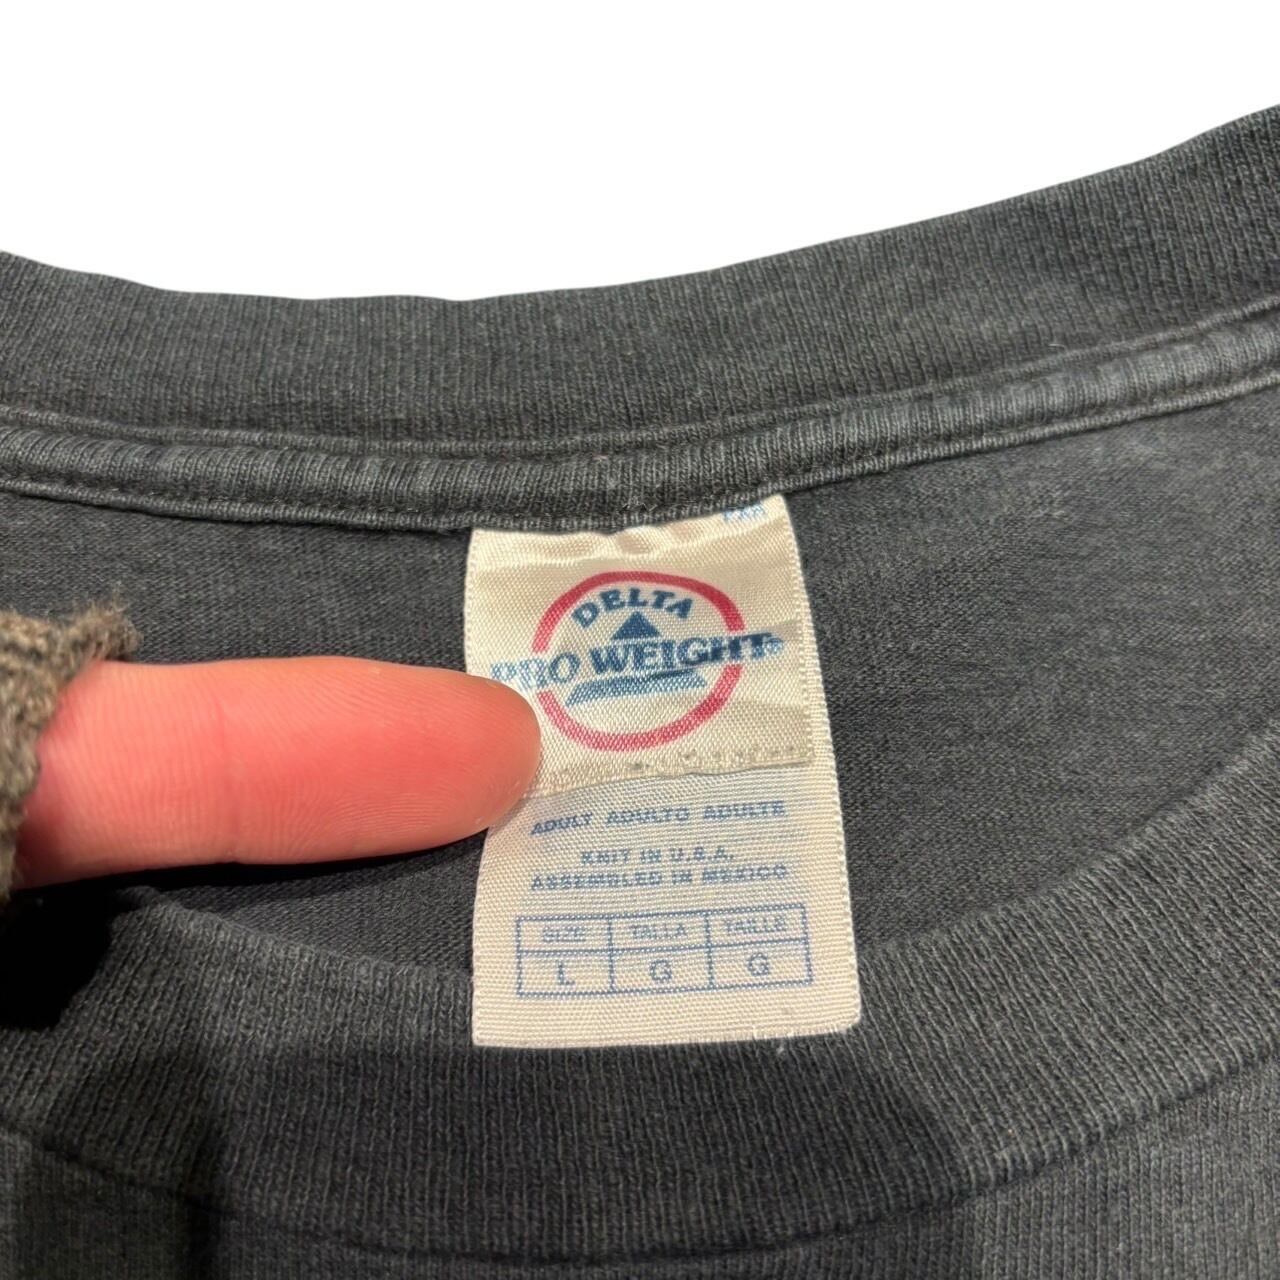 DELTA
PRO WEIGHT®
ADULT ADULTO ADULTE
KNIT IN U.S.A.
ASSEMBLED IN MEXICO
SIZE TALLA TAILLE
L G G